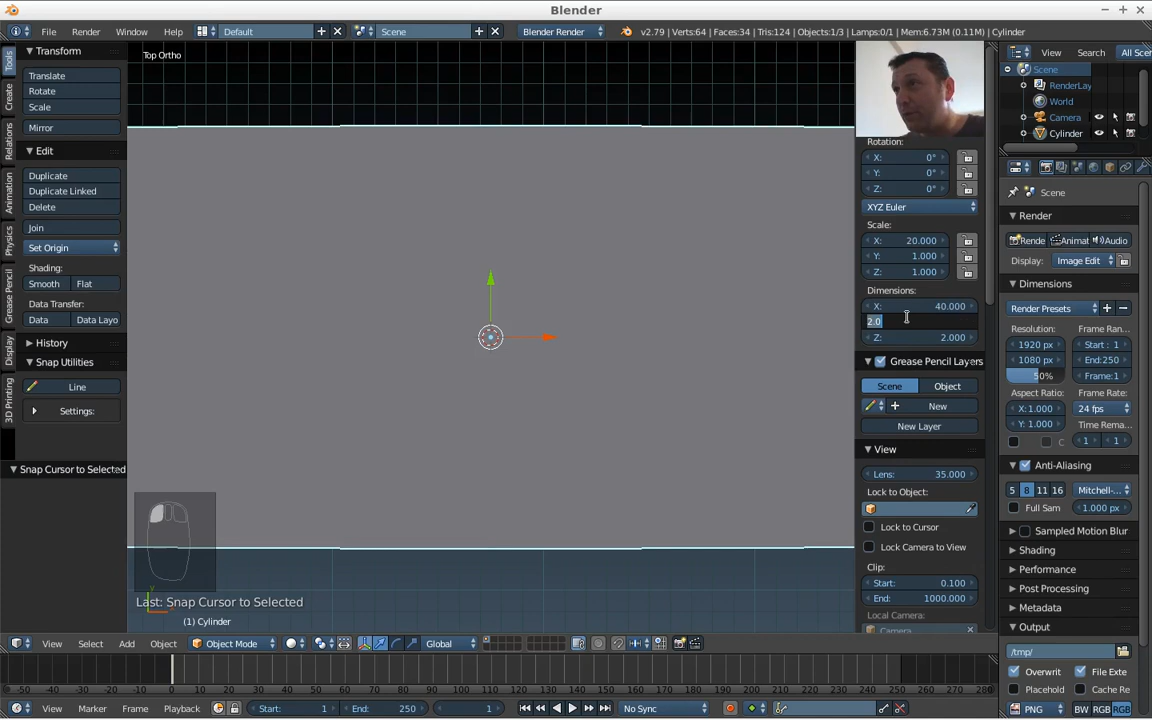 Blender
File Render Window Help Default Scene Blender Render v2.79 | Verts:64 | Faces:34 | Tris:124 | Objects:1/3 | Lamps:0/1 | Mem:6.73M (0.11M) | Cylinder
Tools
Create
Relations
Animation
Physics
Grease Pencil
Display
3D Printing
Transform
Translate
Rotate
Scale
Mirror
Edit
Duplicate
Duplicate Linked
Delete
Join
Set Origin
Shading:
Smooth Flat
Data Transfer:
Data Data Layo
History
Snap Utilities
Line
Settings:
Snap Cursor to Selected
Top Ortho
Last: Snap Cursor to Selected
(1) Cylinder
Rotation:
X: 0°
Y: 0°
Z: 0°
XYZ Euler
Scale:
X: 20.000
Y: 1.000
Z: 1.000
Dimensions:
X: 40.000
2.0
Z: 2.000
Grease Pencil Layers
Scene Object
New
New Layer
View
Lens: 35.000
Lock to Object:
Lock to Cursor
Lock Camera to View
Clip:
Start: 0.100
End: 1000.000
Local Camera:
Camera
View Search All Scen
Scene
RenderLay
World
Camera
Cylinder
Scene
Render
Rende Animat Audio
Display: Image Edit
Dimensions
Render Presets
Resolution: Frame Ran
1920 px Start : 1
1080 px End:250
50% Frame:1
Aspect Ratio: Frame Rate:
X:1.000 24 fps
Y: 1.000 Time Rema
C 1 1
Anti-Aliasing
5 8 11 16 Mitchell-...
Full Sam 1.000 px
Sampled Motion Blur
Shading
Performance
Post Processing
Metadata
Output
/tmp/
Overwrit File Exte
Placehold Cache Re
PNG BW RGB RGB
View Select Add Object Object Mode Global
-50 -40 -30 -20 -10 0 10 20 30 40 50 60 70 80 90 100 110 120 130 140 150 160 170 180 190 200 210 220 230 240 250 260 270 280
View Marker Frame Playback Start: 1 End: 250 1 No Sync